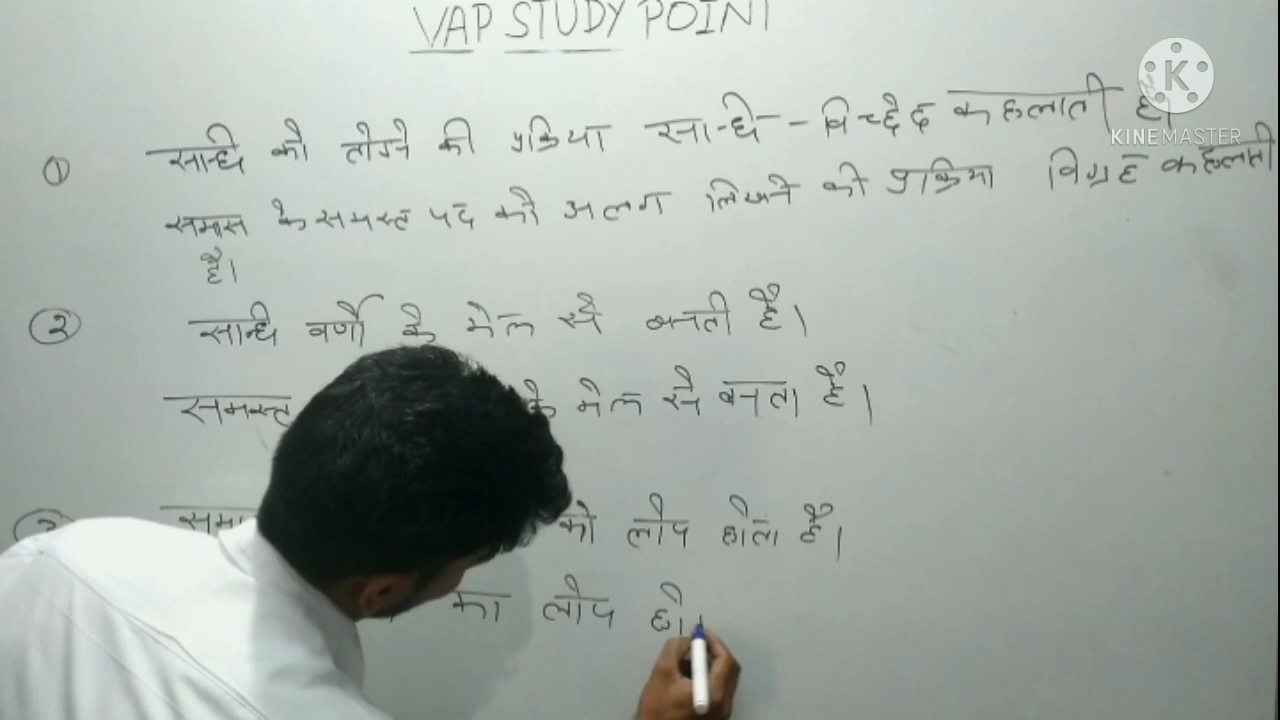 VAP STUDY POINT
KINEMASTER
① सन्धि को तोडने की प्रक्रिया सन्धि - विच्छेद कहलाती है।
समास के समस्त पद को अलग लिखने की प्रक्रिया विग्रह कहलाती
है।
② सन्धि वर्णों के मेल से बनती है।
समस्त के मेल से बनता है।
को लोप होता है।
का लोप हो